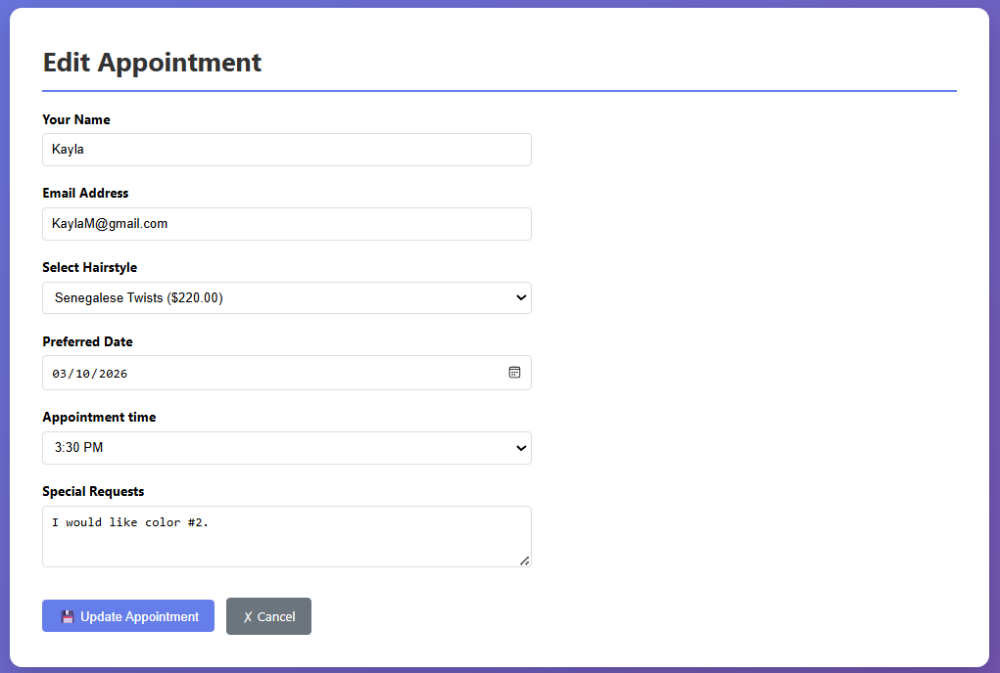 Edit Appointment
Your Name
Kayla
Email Address
KaylaM@gmail.com
Select Hairstyle
Senegalese Twists ($220.00)
Preferred Date
03/10/2026
Appointment time
3:30 PM
Special Requests
I would like color #2.
💾 Update Appointment
✗ Cancel